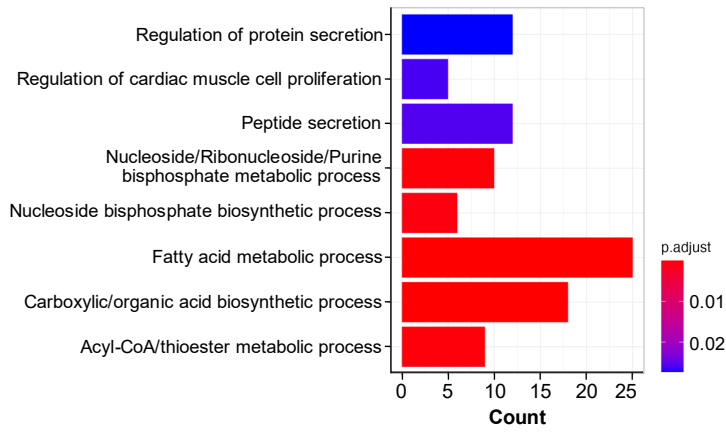 Regulation of protein secretion
Regulation of cardiac muscle cell proliferation
Peptide secretion
Nucleoside/Ribonucleoside/Purine
bisphosphate metabolic process
Nucleoside bisphosphate biosynthetic process
Fatty acid metabolic process
Carboxylic/organic acid biosynthetic process
Acyl-CoA/thioester metabolic process
0 5 10 15 20 25
Count
p.adjust
0.01
0.02